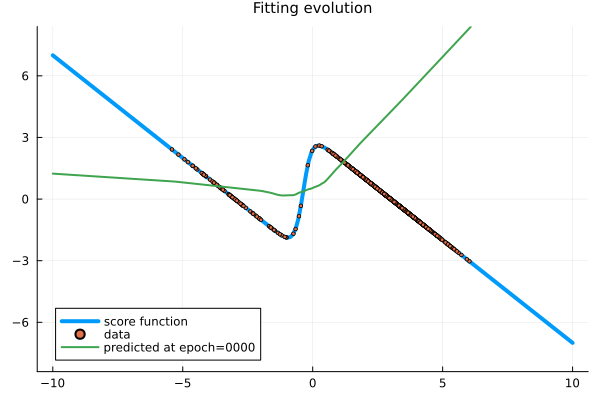 Fitting evolution
6
3
0
−3
−6
−10
−5
0
5
10
score function
data
predicted at epoch=0000